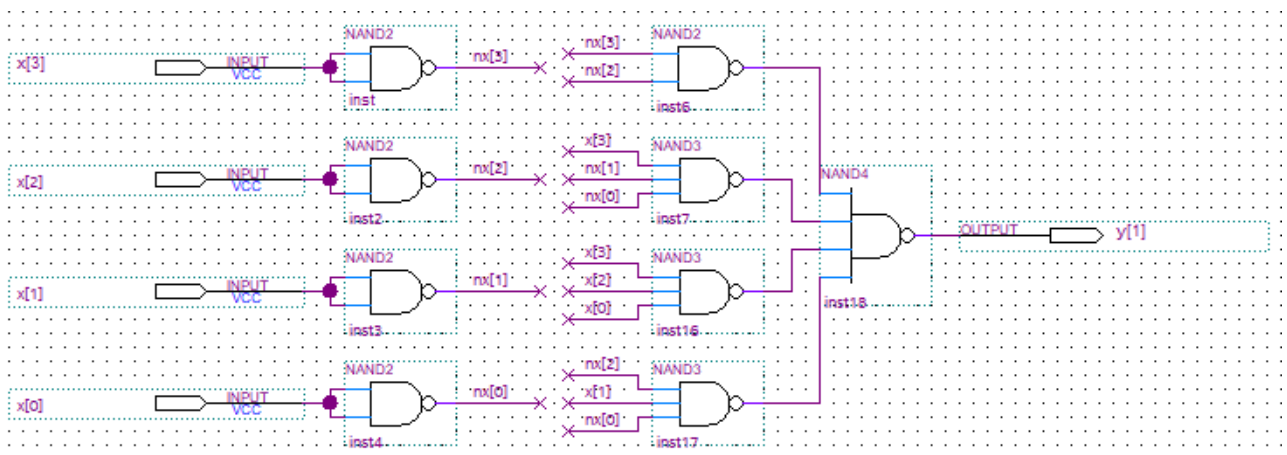 NAND2
NAND2
x[3]
INPUT
VCC
nx[3]
nx[3]
nx[2]
inst
inst6
NAND2
x[3]
NAND3
x[2]
INPUT
VCC
nx[2]
nx[1]
nx[0]
NAND4
inst2
inst7
OUTPUT
y[1]
NAND2
x[3]
NAND3
x[1]
INPUT
VCC
nx[1]
x[2]
x[0]
inst18
inst3
inst16
NAND2
nx[2]
NAND3
x[0]
INPUT
VCC
nx[0]
x[1]
nx[0]
inst4
inst17